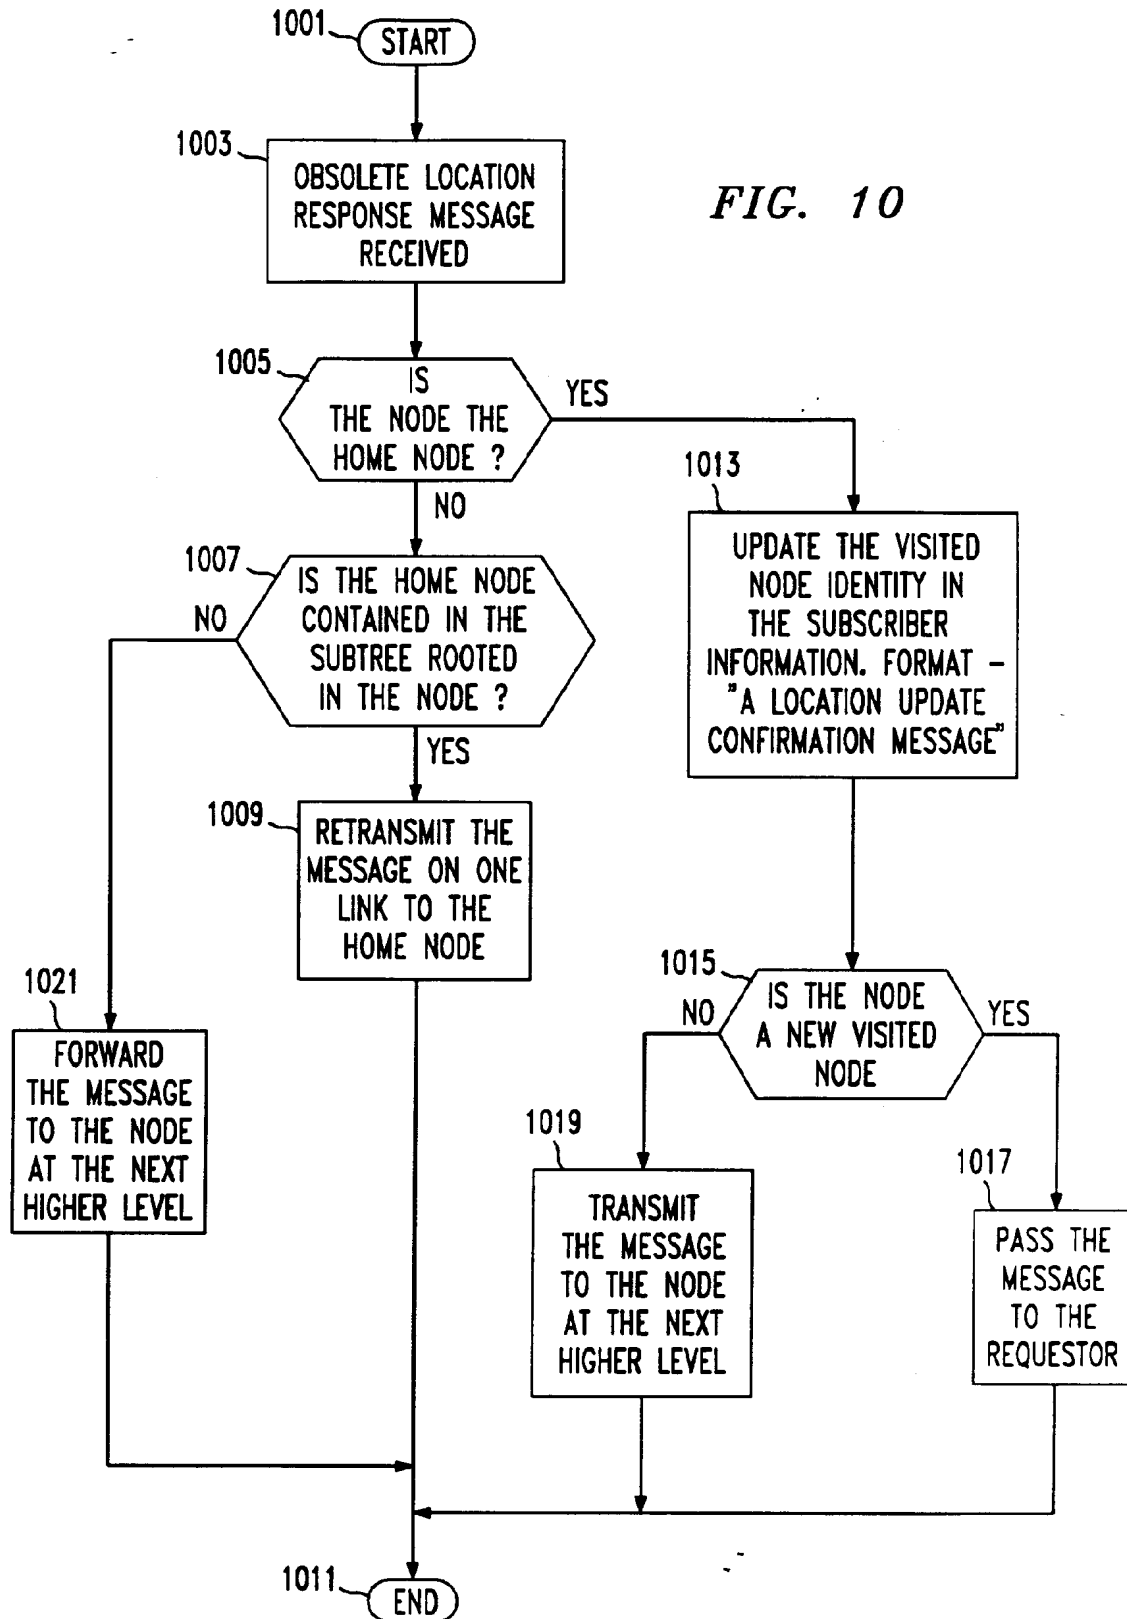 1001
START
1003
OBSOLETE LOCATION
RESPONSE MESSAGE
RECEIVED
FIG. 10
1005
IS
THE NODE THE
HOME NODE ?
YES
NO
1007
IS THE HOME NODE
CONTAINED IN THE
SUBTREE ROOTED
IN THE NODE ?
NO
YES
1009
RETRANSMIT THE
MESSAGE ON ONE
LINK TO THE
HOME NODE
1021
FORWARD
THE MESSAGE
TO THE NODE
AT THE NEXT
HIGHER LEVEL
1013
UPDATE THE VISITED
NODE IDENTITY IN
THE SUBSCRIBER
INFORMATION. FORMAT –
"A LOCATION UPDATE
CONFIRMATION MESSAGE"
1015
IS THE NODE
A NEW VISITED
NODE
NO
YES
1019
TRANSMIT
THE MESSAGE
TO THE NODE
AT THE NEXT
HIGHER LEVEL
1017
PASS THE
MESSAGE
TO THE
REQUESTOR
1011
END